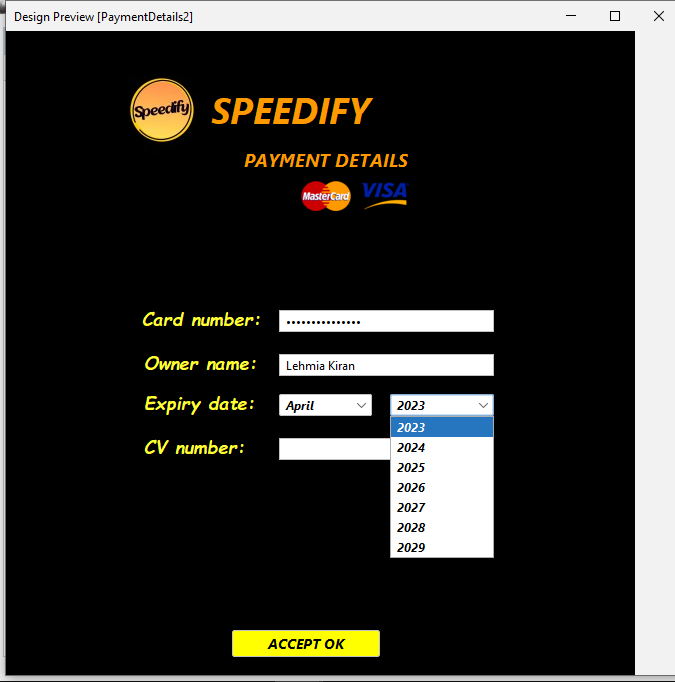 Design Preview [PaymentDetails2]
Speedify
SPEEDIFY
PAYMENT DETAILS
MasterCard VISA
Card number: •••••••••••••••
Owner name: Lehmia Kiran
Expiry date: April 2023
2023
2024
CV number:
2025
2026
2027
2028
2029
ACCEPT OK